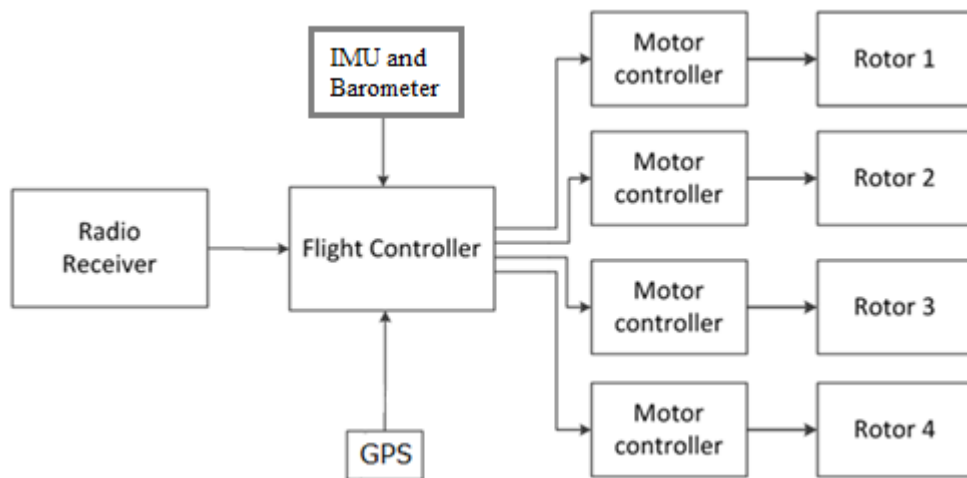 IMU and
Barometer
Radio
Receiver
Flight Controller
GPS
Motor
controller
Rotor 1
Motor
controller
Rotor 2
Motor
controller
Rotor 3
Motor
controller
Rotor 4